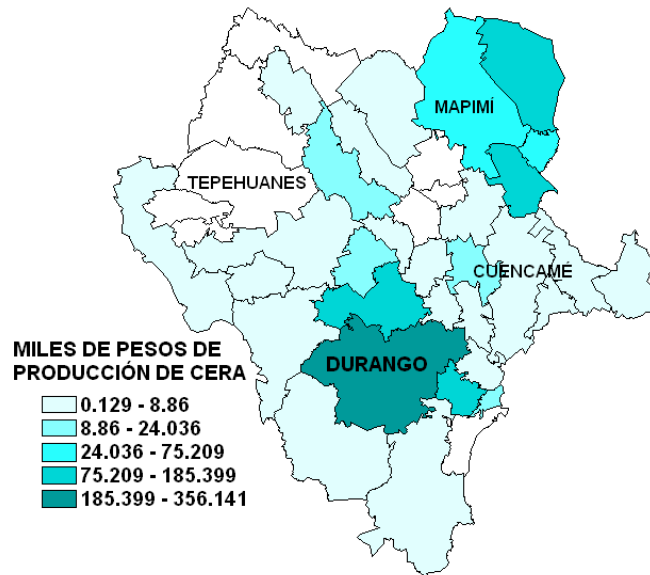 MAPIMÍ
TEPEHUANES
CUENCAMÉ
DURANGO
MILES DE PESOS DE
PRODUCCIÓN DE CERA
0.129 - 8.86
8.86 - 24.036
24.036 - 75.209
75.209 - 185.399
185.399 - 356.141